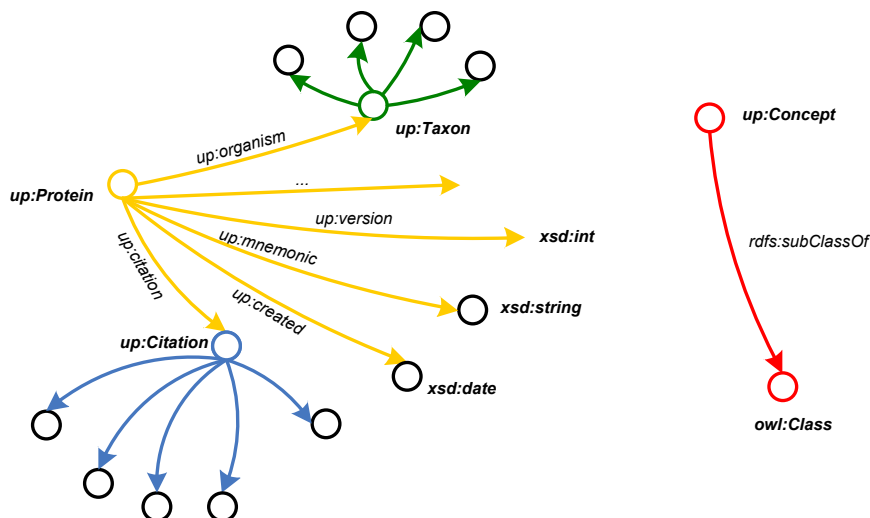 up:Taxon
up:Concept
up:organism
up:Protein
...
up:version
xsd:int
rdfs:subClassOf
up:mnemonic
up:citation
up:created
xsd:string
up:Citation
xsd:date
owl:Class